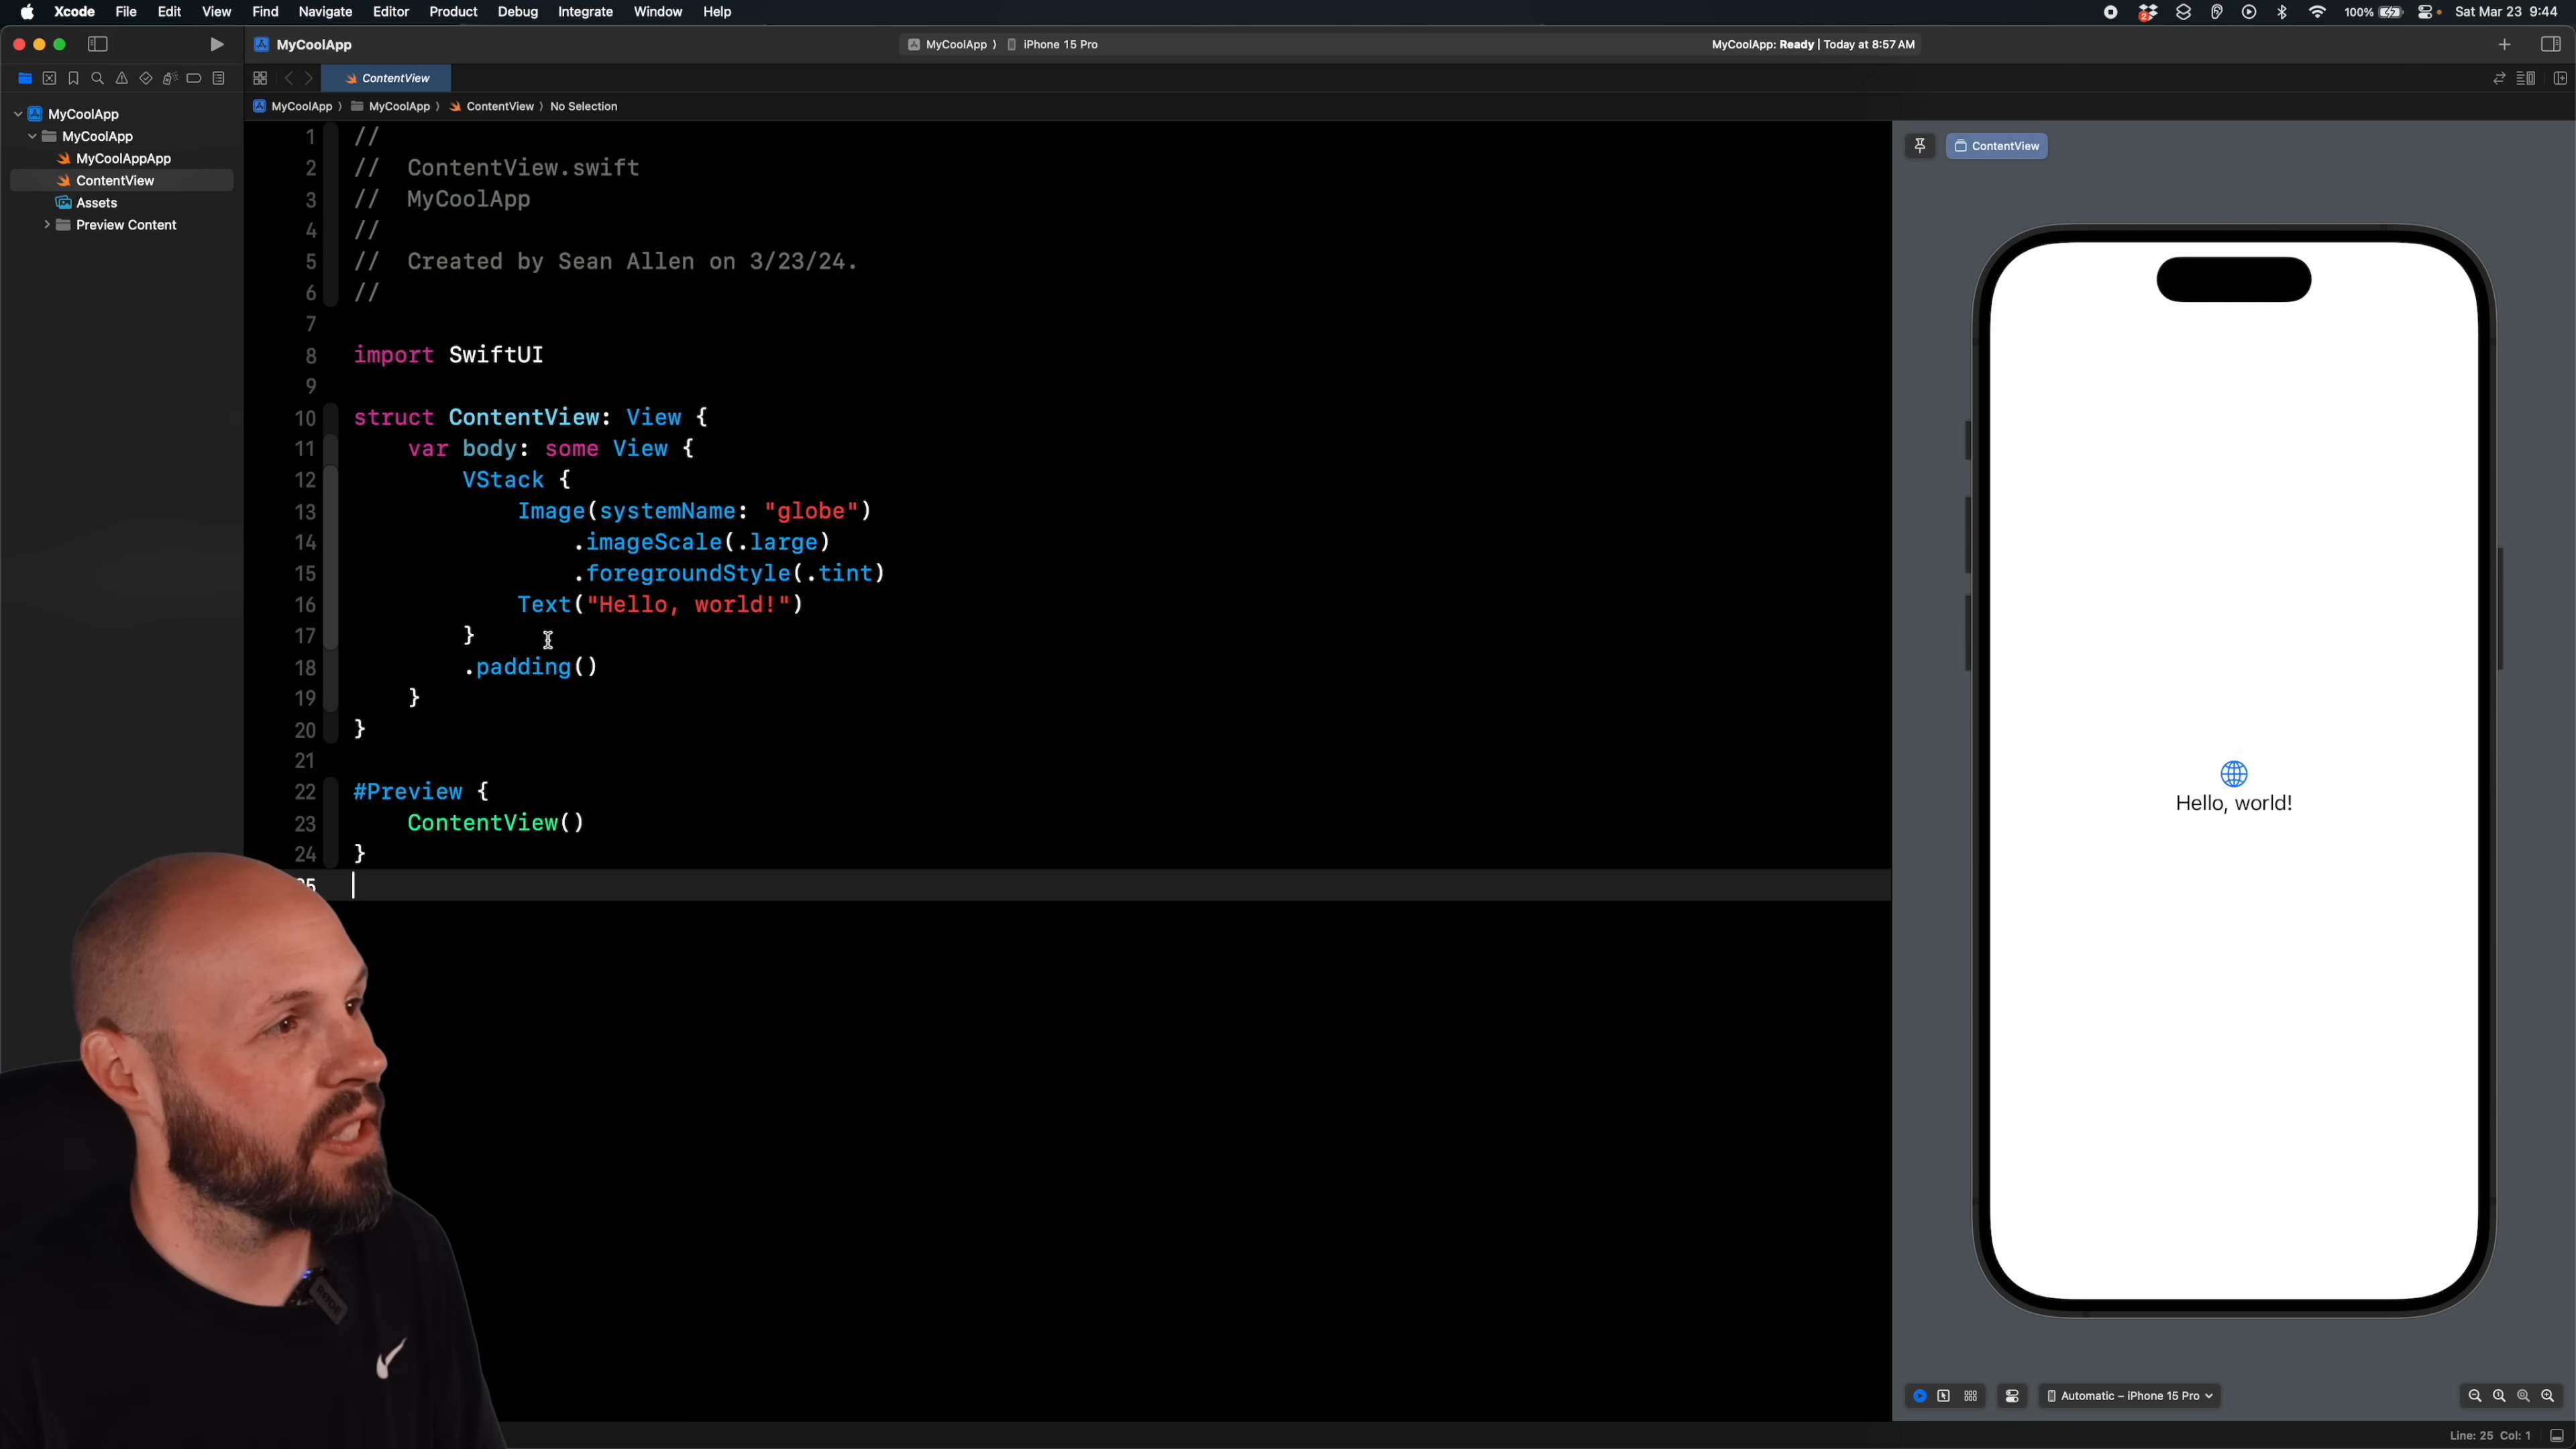 Xcode File Edit View Find Navigate Editor Product Debug Integrate Window Help
100% Sat Mar 23 9:44
MyCoolApp
MyCoolApp 〉 iPhone 15 Pro
MyCoolApp: Ready | Today at 8:57 AM
ContentView
MyCoolApp 〉 MyCoolApp 〉 ContentView 〉 No Selection
MyCoolApp
MyCoolApp
MyCoolAppApp
ContentView
Assets
Preview Content
1 //
2 //  ContentView.swift
3 //  MyCoolApp
4 //
5 //  Created by Sean Allen on 3/23/24.
6 //
7
8 import SwiftUI
9
10 struct ContentView: View {
11     var body: some View {
12         VStack {
13             Image(systemName: "globe")
14                 .imageScale(.large)
15                 .foregroundStyle(.tint)
16             Text("Hello, world!")
17         }
18         .padding()
19     }
20 }
21
22 #Preview {
23     ContentView()
24 }
ContentView
Hello, world!
Automatic – iPhone 15 Pro
Line: 25 Col: 1